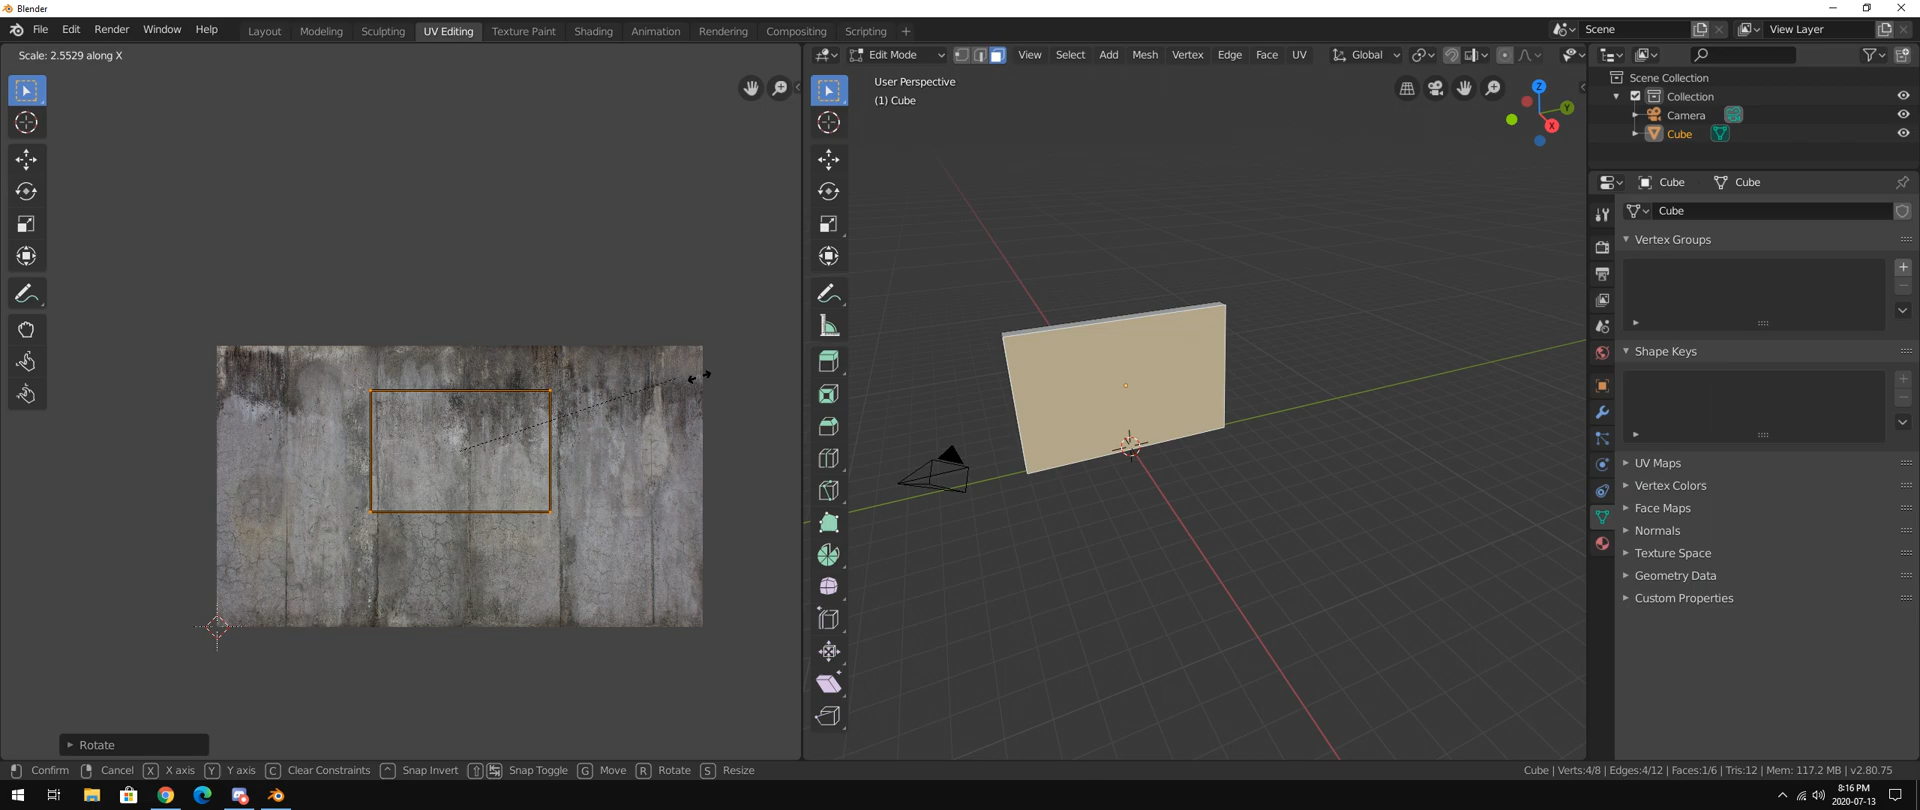 Blender
File Edit Render Window Help
Layout Modeling Sculpting UV Editing Texture Paint Shading Animation Rendering Compositing Scripting +
Scene
View Layer
Scale: 2.5529 along X
Edit Mode
View Select Add Mesh Vertex Edge Face UV
Global
User Perspective
(1) Cube
Z
Y
X
Scene Collection
Collection
Camera
Cube
Cube Cube
Cube
Vertex Groups
Shape Keys
UV Maps
Vertex Colors
Face Maps
Normals
Texture Space
Geometry Data
Custom Properties
Rotate
Confirm Cancel X X axis Y Y axis C Clear Constraints Snap Invert Snap Toggle G Move R Rotate S Resize
Cube | Verts:4/8 | Edges:4/12 | Faces:1/6 | Tris:12 | Mem: 117.2 MB | v2.80.75
8:16 PM
2020-07-13